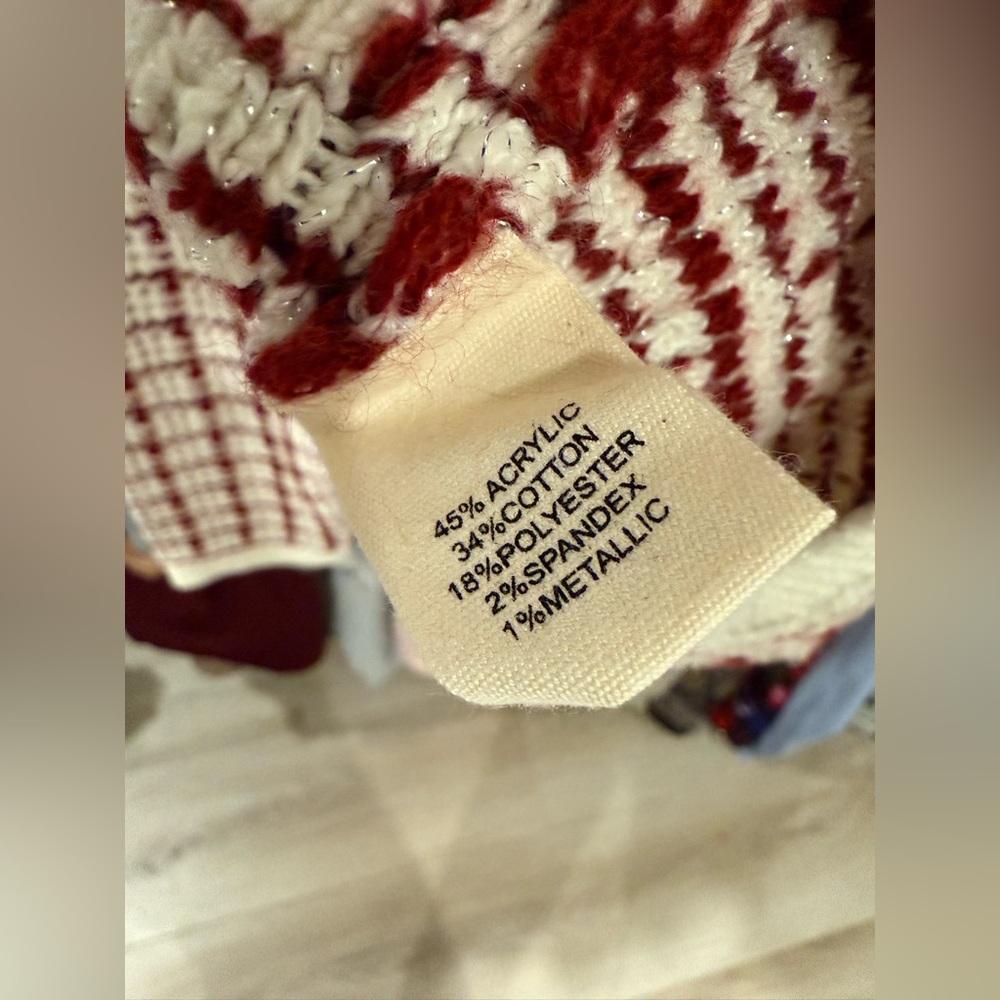 45% ACRYLIC
34%COTTON
18%POLYESTER
2%SPANDEX
1%METALLIC